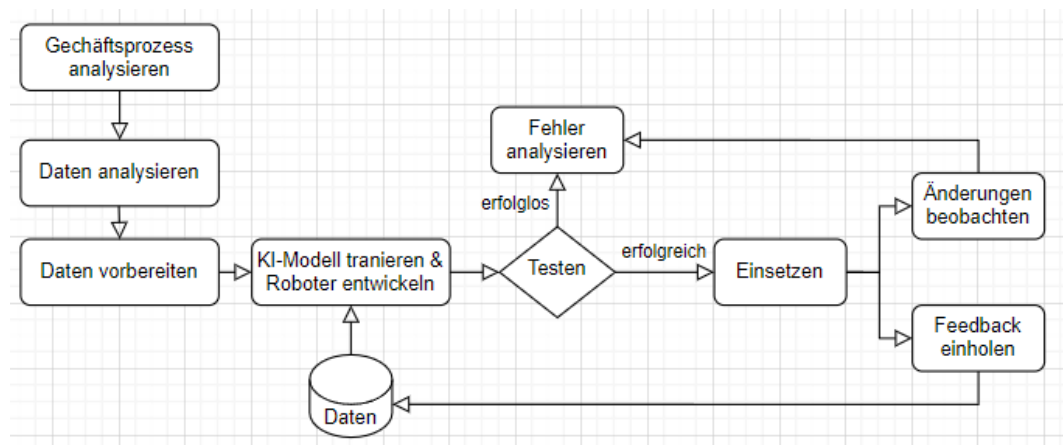 Gechäftsprozess
analysieren
Daten analysieren
Daten vorbereiten
KI-Modell tranieren &
Roboter entwickeln
Daten
Fehler
analysieren
erfolglos
Testen
erfolgreich
Einsetzen
Änderungen
beobachten
Feedback
einholen